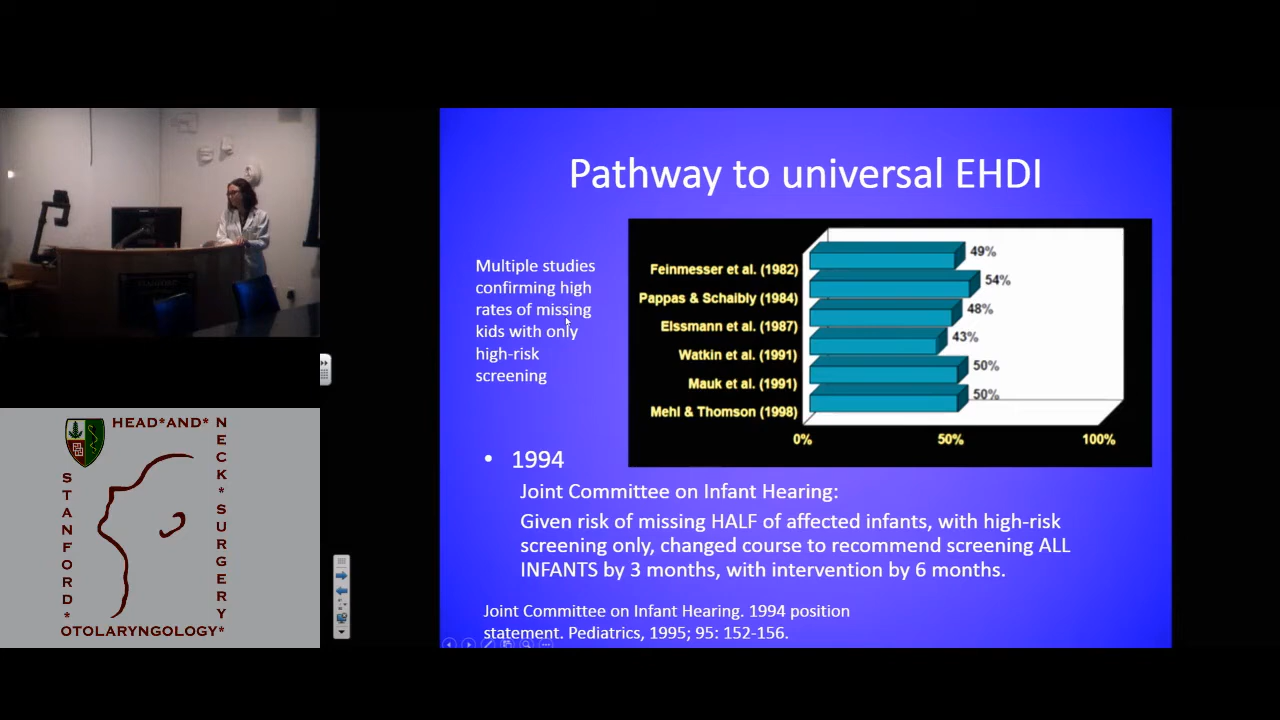 Pathway to universal EHDI
Multiple studies
confirming high
rates of missing
kids with only
high-risk
screening
Feinmesser et al. (1982)
49%
Pappas & Schaibly (1984)
54%
Elssmann et al. (1987)
48%
Watkin et al. (1991)
43%
Mauk et al. (1991)
50%
Mehl & Thomson (1998)
50%
0%
50%
100%
• 1994
Joint Committee on Infant Hearing:
Given risk of missing HALF of affected infants, with high-risk
screening only, changed course to recommend screening ALL
INFANTS by 3 months, with intervention by 6 months.
Joint Committee on Infant Hearing. 1994 position
statement. Pediatrics, 1995; 95: 152-156.
HEAD*AND*
NECK*SURGERY*
STANFORD*
OTOLARYNGOLOGY*